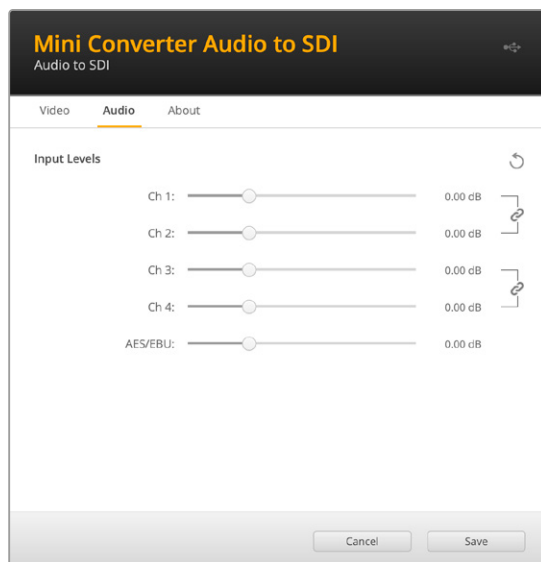 Mini Converter Audio to SDI
Audio to SDI
Video Audio About
Input Levels
Ch 1: 0.00 dB
Ch 2: 0.00 dB
Ch 3: 0.00 dB
Ch 4: 0.00 dB
AES/EBU: 0.00 dB
Cancel Save